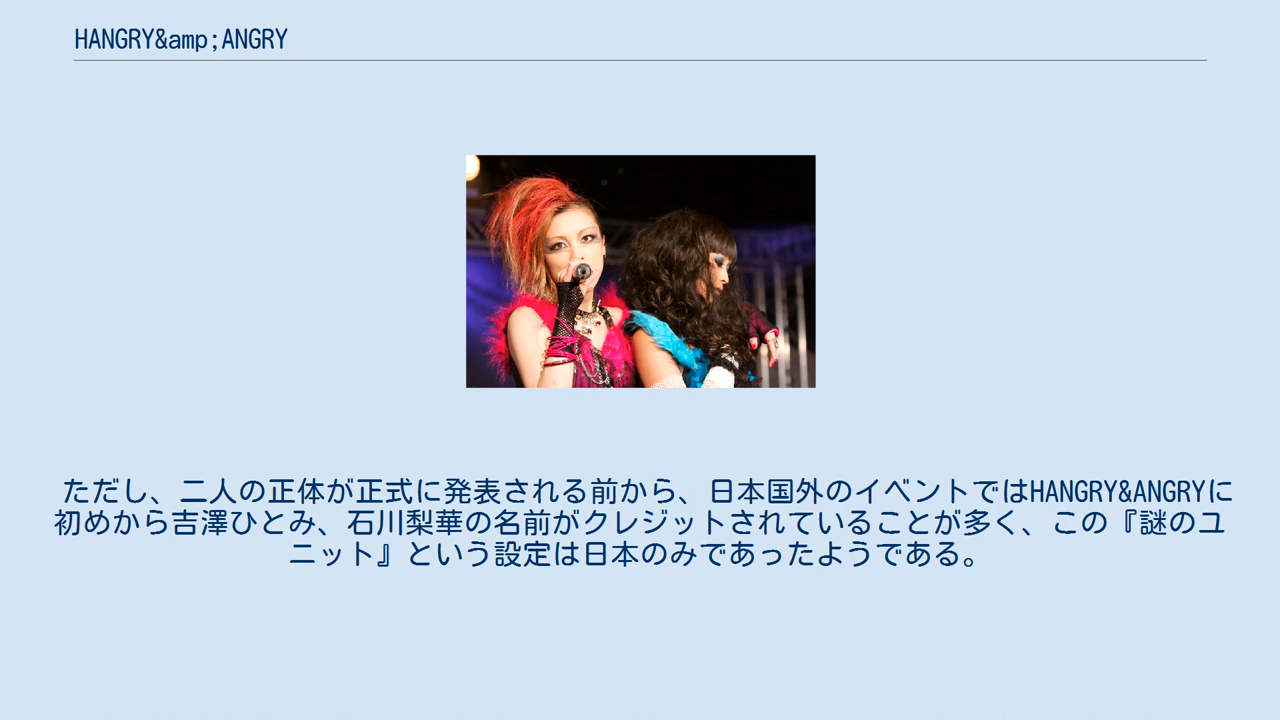 HANGRY&amp;ANGRY
ただし、二人の正体が正式に発表される前から、日本国外のイベントではHANGRY&ANGRYに
初めから吉澤ひとみ、石川梨華の名前がクレジットされていることが多く、この『謎のユ
ニット』という設定は日本のみであったようである。